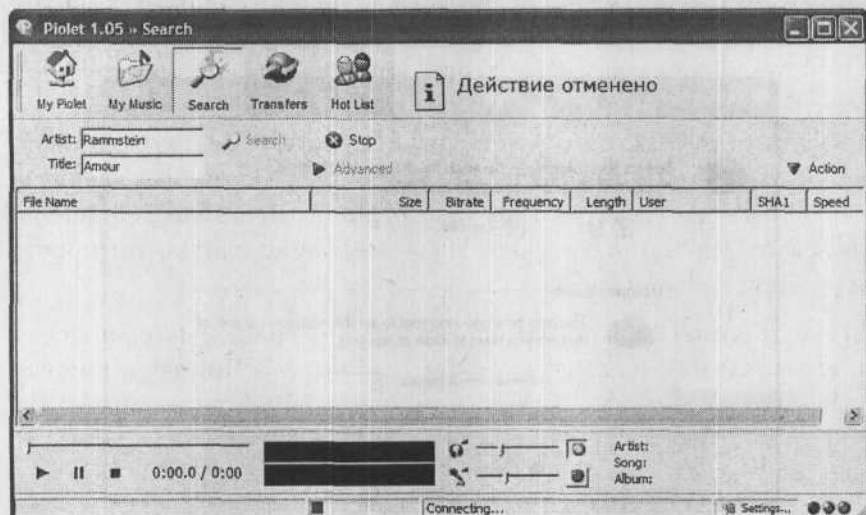 Piolet 1.05 » Search
My Piolet My Music Search Transfers Hot List
Действие отменено
Artist: Rammstein Search Stop
Title: Amour Advanced Action
File Name Size Bitrate Frequency Length User SHA1 Speed
0:00.0 / 0:00
Artist:
Song:
Album:
Connecting... Settings...